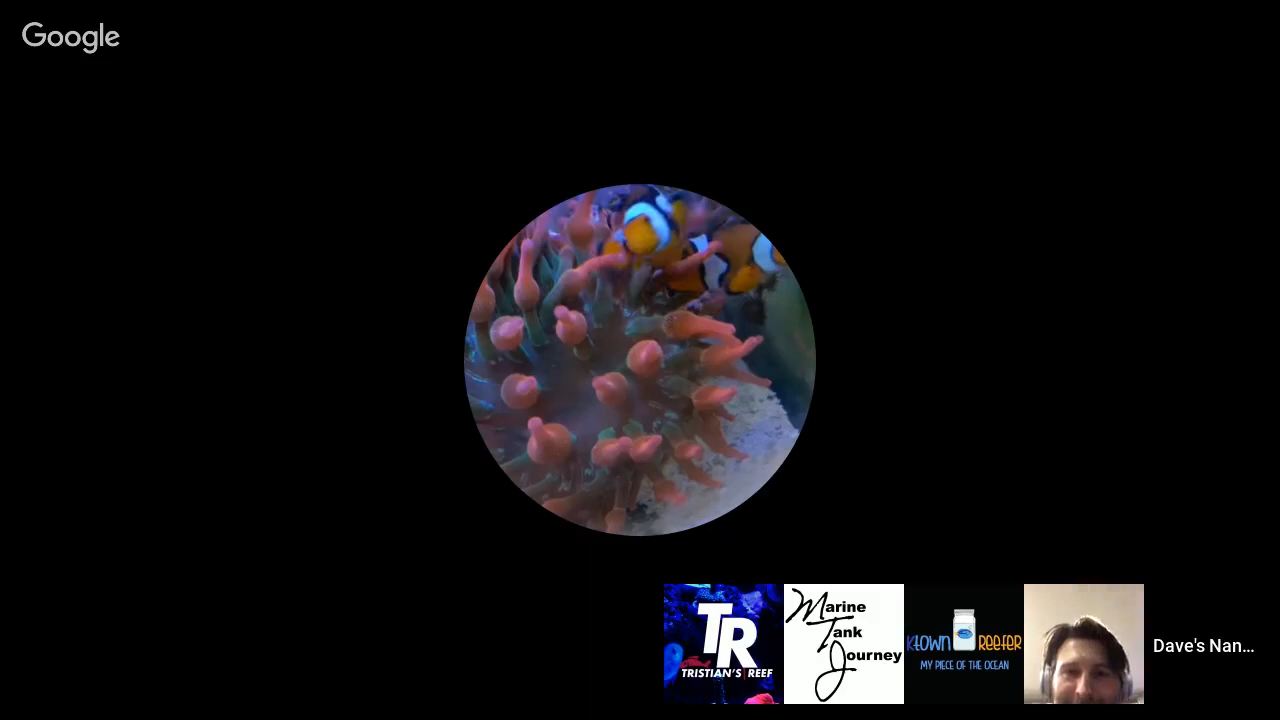 Google
TR
TRISTIAN'S REEF
Marine
Tank
Journey
KTOWN REEFER
MY PIECE OF THE OCEAN
Dave's Nan...